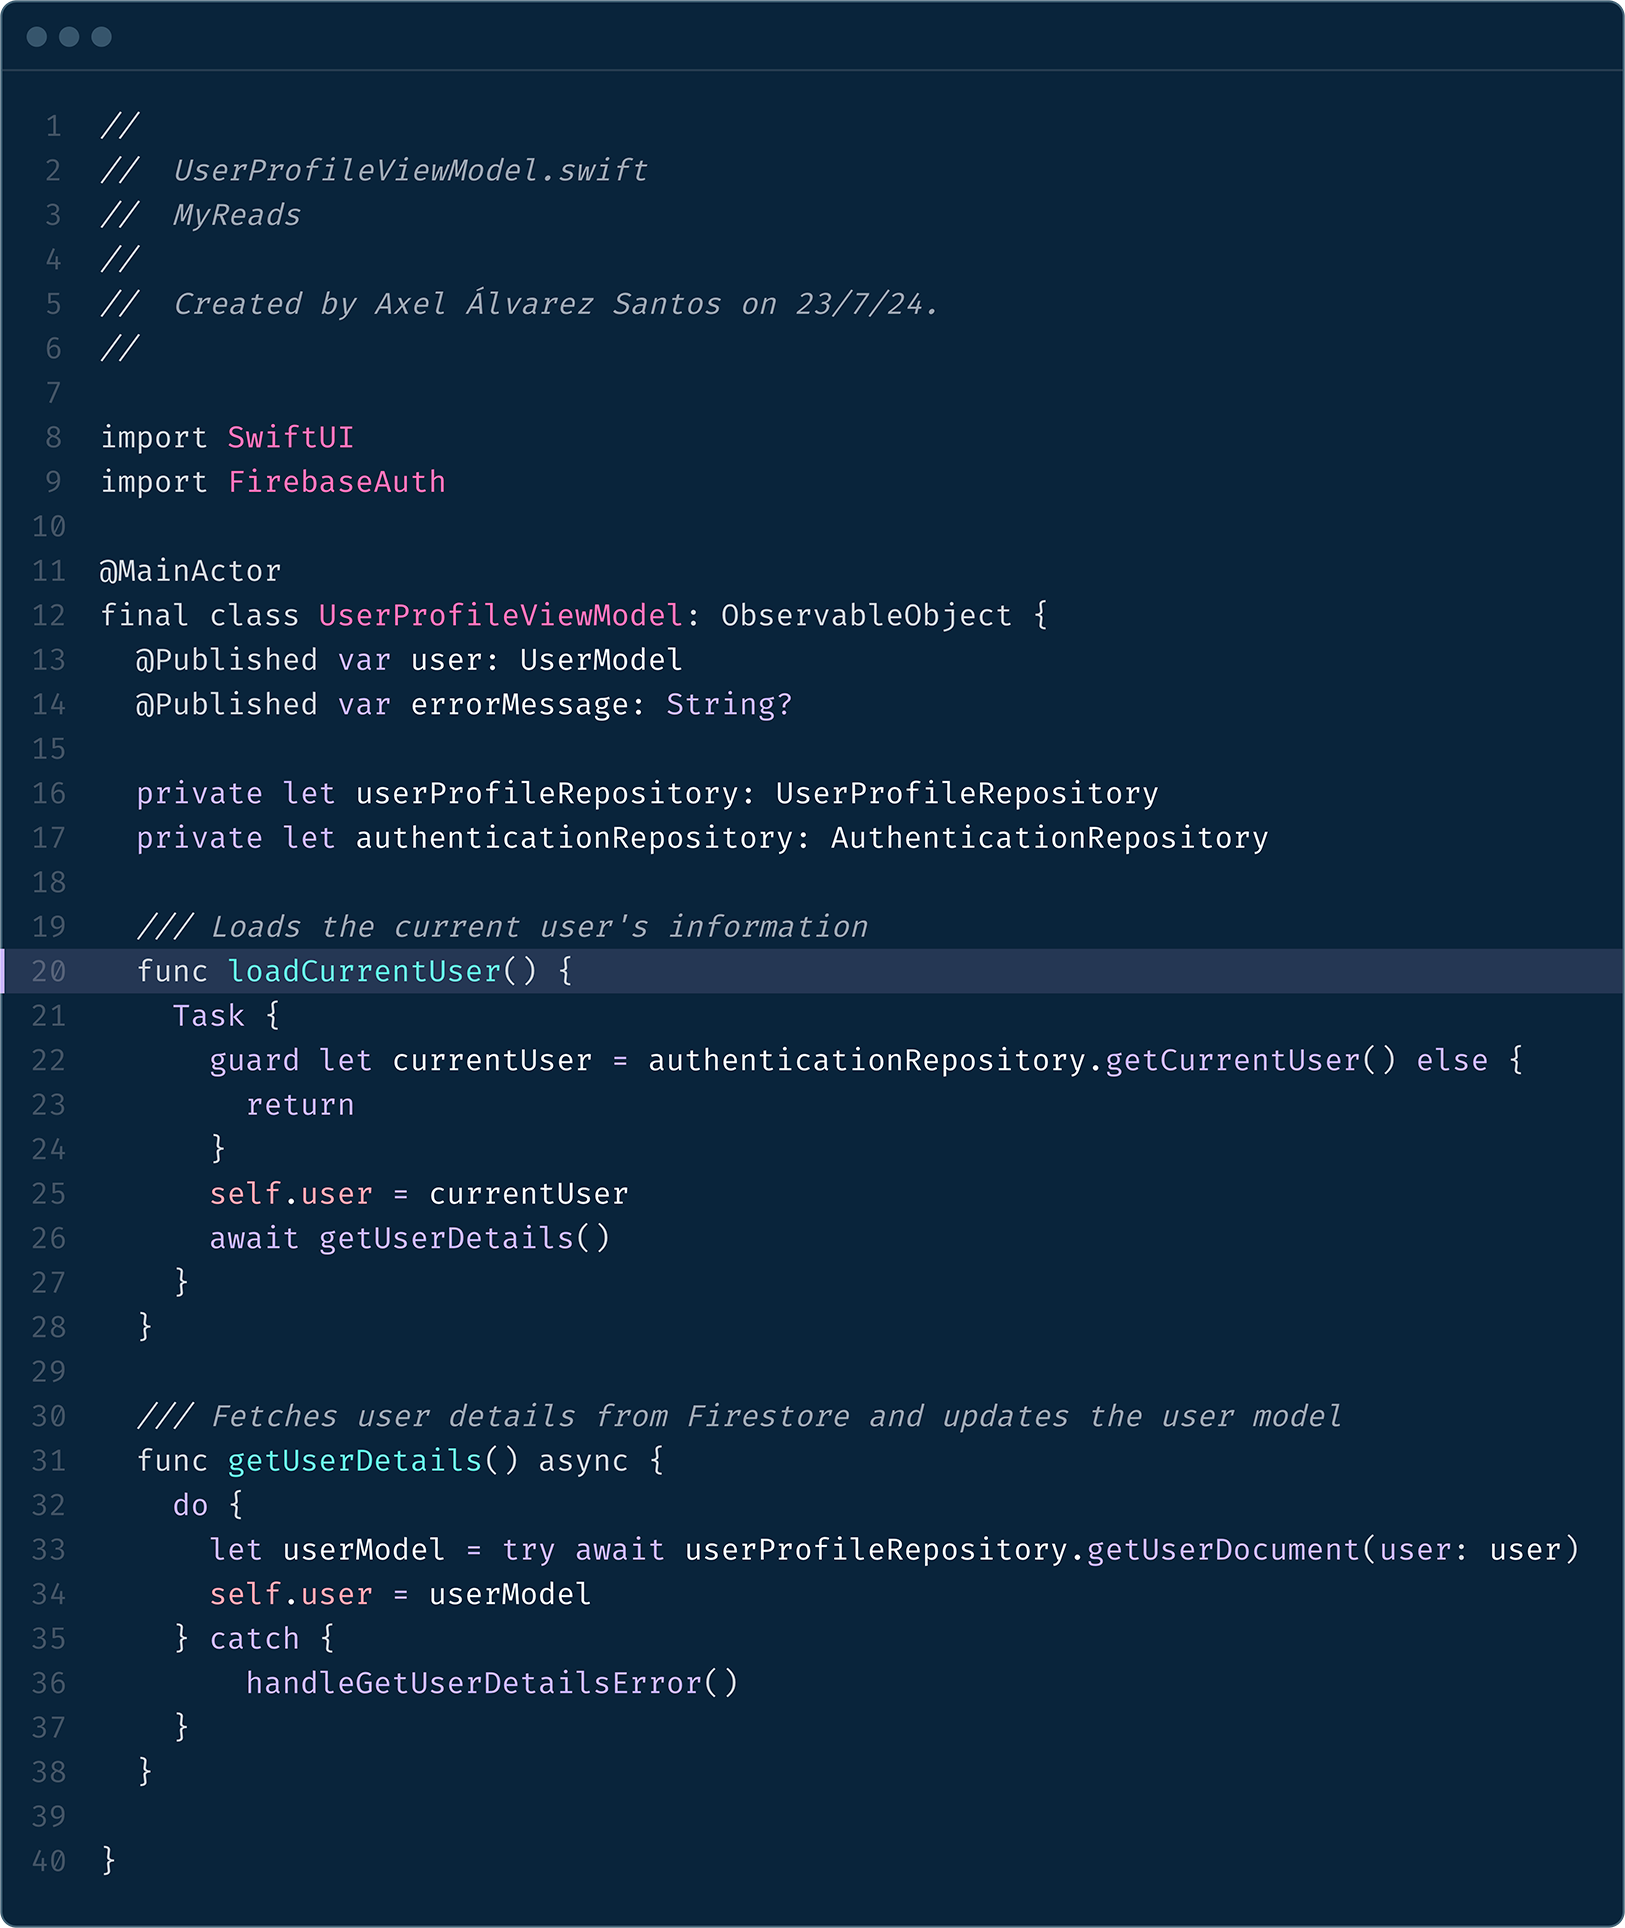 1 //
2 //  UserProfileViewModel.swift
3 //  MyReads
4 //
5 //  Created by Axel Álvarez Santos on 23/7/24.
6 //
7
8 import SwiftUI
9 import FirebaseAuth
10
11 @MainActor
12 final class UserProfileViewModel: ObservableObject {
13   @Published var user: UserModel
14   @Published var errorMessage: String?
15
16   private let userProfileRepository: UserProfileRepository
17   private let authenticationRepository: AuthenticationRepository
18
19   /// Loads the current user's information
20   func loadCurrentUser() {
21     Task {
22       guard let currentUser = authenticationRepository.getCurrentUser() else {
23         return
24       }
25       self.user = currentUser
26       await getUserDetails()
27     }
28   }
29
30   /// Fetches user details from Firestore and updates the user model
31   func getUserDetails() async {
32     do {
33       let userModel = try await userProfileRepository.getUserDocument(user: user)
34       self.user = userModel
35     } catch {
36         handleGetUserDetailsError()
37     }
38   }
39
40 }